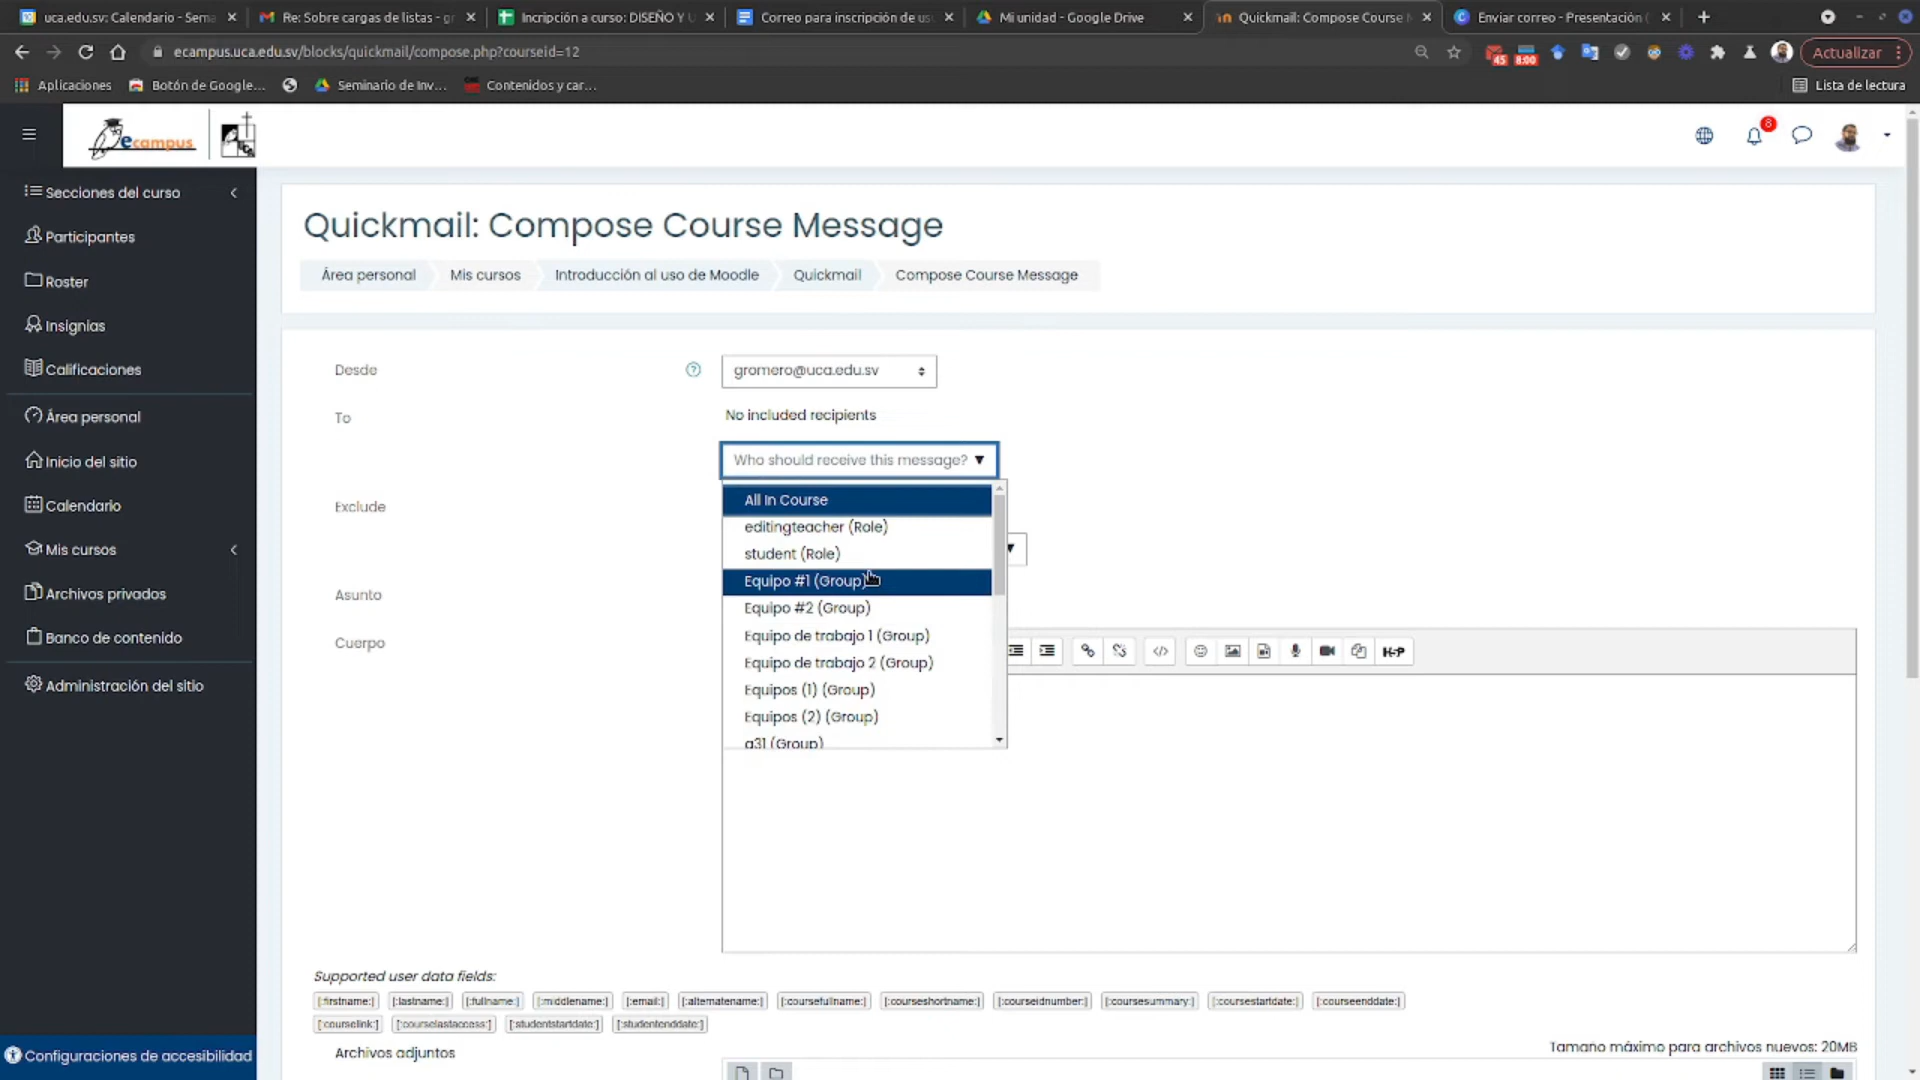 uca.edu.sv: Calendario - Sema
Re: Sobre cargas de listas - gr
Incripción a curso: DISEÑO Y U
Correo para inscripción de us
Mi unidad - Google Drive
Quickmail: Compose Course M
Enviar correo - Presentación (
ecampus.uca.edu.sv/blocks/quickmail/compose.php?courseid=12
45
8:00
Actualizar
Aplicaciones
Botón de Google...
Seminario de Inv...
Contenidos y car...
Lista de lectura
ecampus
8
Secciones del curso
Participantes
Roster
Insignias
Calificaciones
Área personal
Inicio del sitio
Calendario
Mis cursos
Archivos privados
Banco de contenido
Administración del sitio
Configuraciones de accesibilidad
Quickmail: Compose Course Message
Área personal
Mis cursos
Introducción al uso de Moodle
Quickmail
Compose Course Message
Desde
gromero@uca.edu.sv
To
No included recipients
Who should receive this message? ▼
All In Course
editingteacher (Role)
student (Role)
Equipo #1 (Group)
Equipo #2 (Group)
Equipo de trabajo 1 (Group)
Equipo de trabajo 2 (Group)
Equipos (1) (Group)
Equipos (2) (Group)
g31 (Group)
Exclude
Asunto
Cuerpo
H-P
Supported user data fields:
[:firstname:] [:lastname:] [:fullname:] [:middlename:] [:email:] [:alternatename:] [:coursefullname:] [:courseshortname:] [:courseidnumber:] [:coursesummary:] [:coursestartdate:] [:courseenddate:]
[:courselink:] [:courselastaccess:] [:studentstartdate:] [:studentenddate:]
Archivos adjuntos
Tamaño máximo para archivos nuevos: 20MB